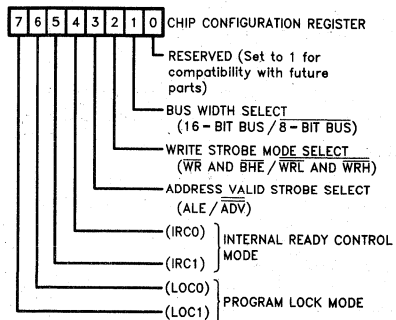 7 6 5 4 3 2 1 0 CHIP CONFIGURATION REGISTER
RESERVED (Set to 1 for
compatibility with future
parts)
BUS WIDTH SELECT
(16 - BIT BUS / 8 - BIT BUS)
WRITE STROBE MODE SELECT
(WR AND BHE / WRL AND WRH)
ADDRESS VALID STROBE SELECT
(ALE / ADV)
(IRC0)
INTERNAL READY CONTROL
MODE
(IRC1)
(LOC0)
PROGRAM LOCK MODE
(LOC1)